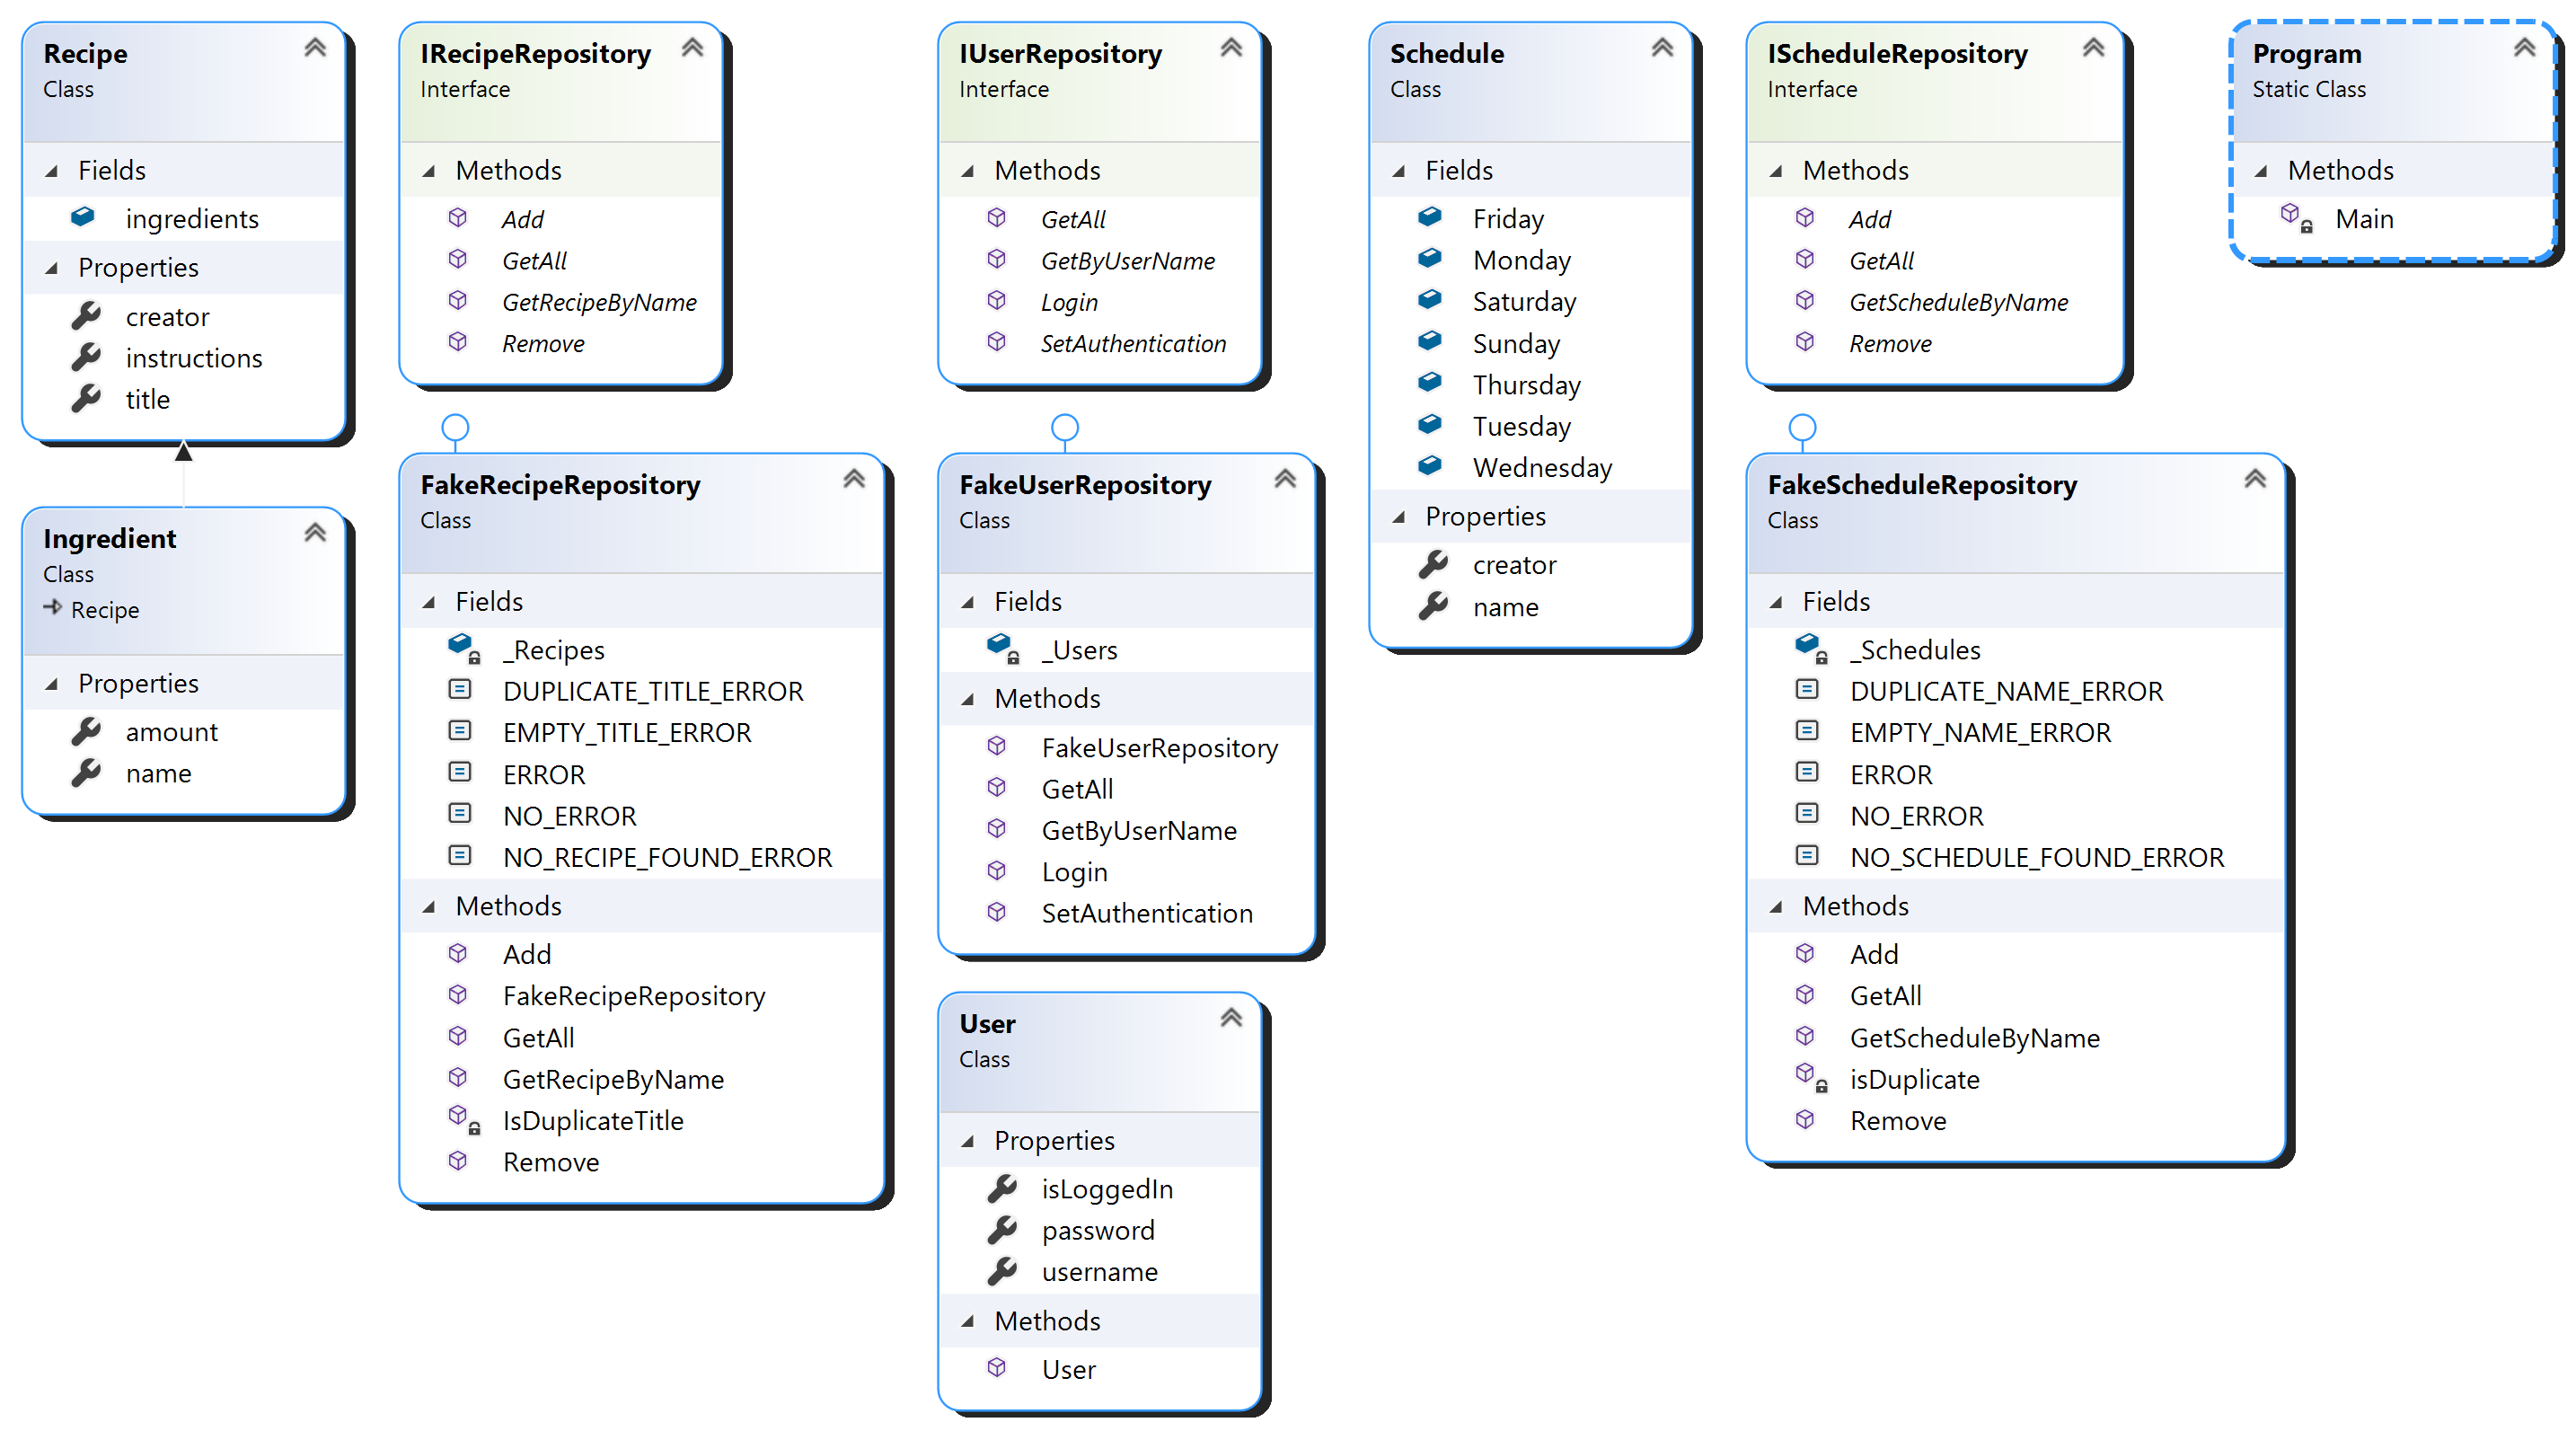 Recipe
Class
Fields
ingredients
Properties
creator
instructions
title
Ingredient
Class
Recipe
Properties
amount
name
IRecipeRepository
Interface
Methods
Add
GetAll
GetRecipeByName
Remove
FakeRecipeRepository
Class
Fields
_Recipes
DUPLICATE_TITLE_ERROR
EMPTY_TITLE_ERROR
ERROR
NO_ERROR
NO_RECIPE_FOUND_ERROR
Methods
Add
FakeRecipeRepository
GetAll
GetRecipeByName
IsDuplicateTitle
Remove
IUserRepository
Interface
Methods
GetAll
GetByUserName
Login
SetAuthentication
FakeUserRepository
Class
Fields
_Users
Methods
FakeUserRepository
GetAll
GetByUserName
Login
SetAuthentication
User
Class
Properties
isLoggedIn
password
username
Methods
User
Schedule
Class
Fields
Friday
Monday
Saturday
Sunday
Thursday
Tuesday
Wednesday
Properties
creator
name
IScheduleRepository
Interface
Methods
Add
GetAll
GetScheduleByName
Remove
FakeScheduleRepository
Class
Fields
_Schedules
DUPLICATE_NAME_ERROR
EMPTY_NAME_ERROR
ERROR
NO_ERROR
NO_SCHEDULE_FOUND_ERROR
Methods
Add
GetAll
GetScheduleByName
isDuplicate
Remove
Program
Static Class
Methods
Main